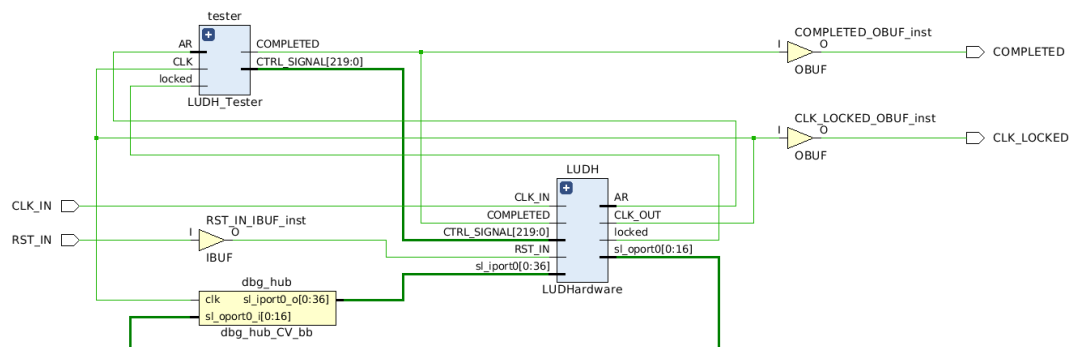 tester
AR
CLK
locked
COMPLETED
CTRL_SIGNAL[219:0]
LUDH_Tester
COMPLETED_OBUF_inst
I
O
OBUF
COMPLETED
CLK_LOCKED_OBUF_inst
I
O
OBUF
CLK_LOCKED
LUDH
CLK_IN
COMPLETED
CTRL_SIGNAL[219:0]
RST_IN
sl_iport0[0:36]
AR
CLK_OUT
locked
sl_oport0[0:16]
LUDHardware
CLK_IN
RST_IN
RST_IN_IBUF_inst
I
O
IBUF
dbg_hub
clk
sl_iport0_o[0:36]
sl_oport0_i[0:16]
dbg_hub_CV_bb